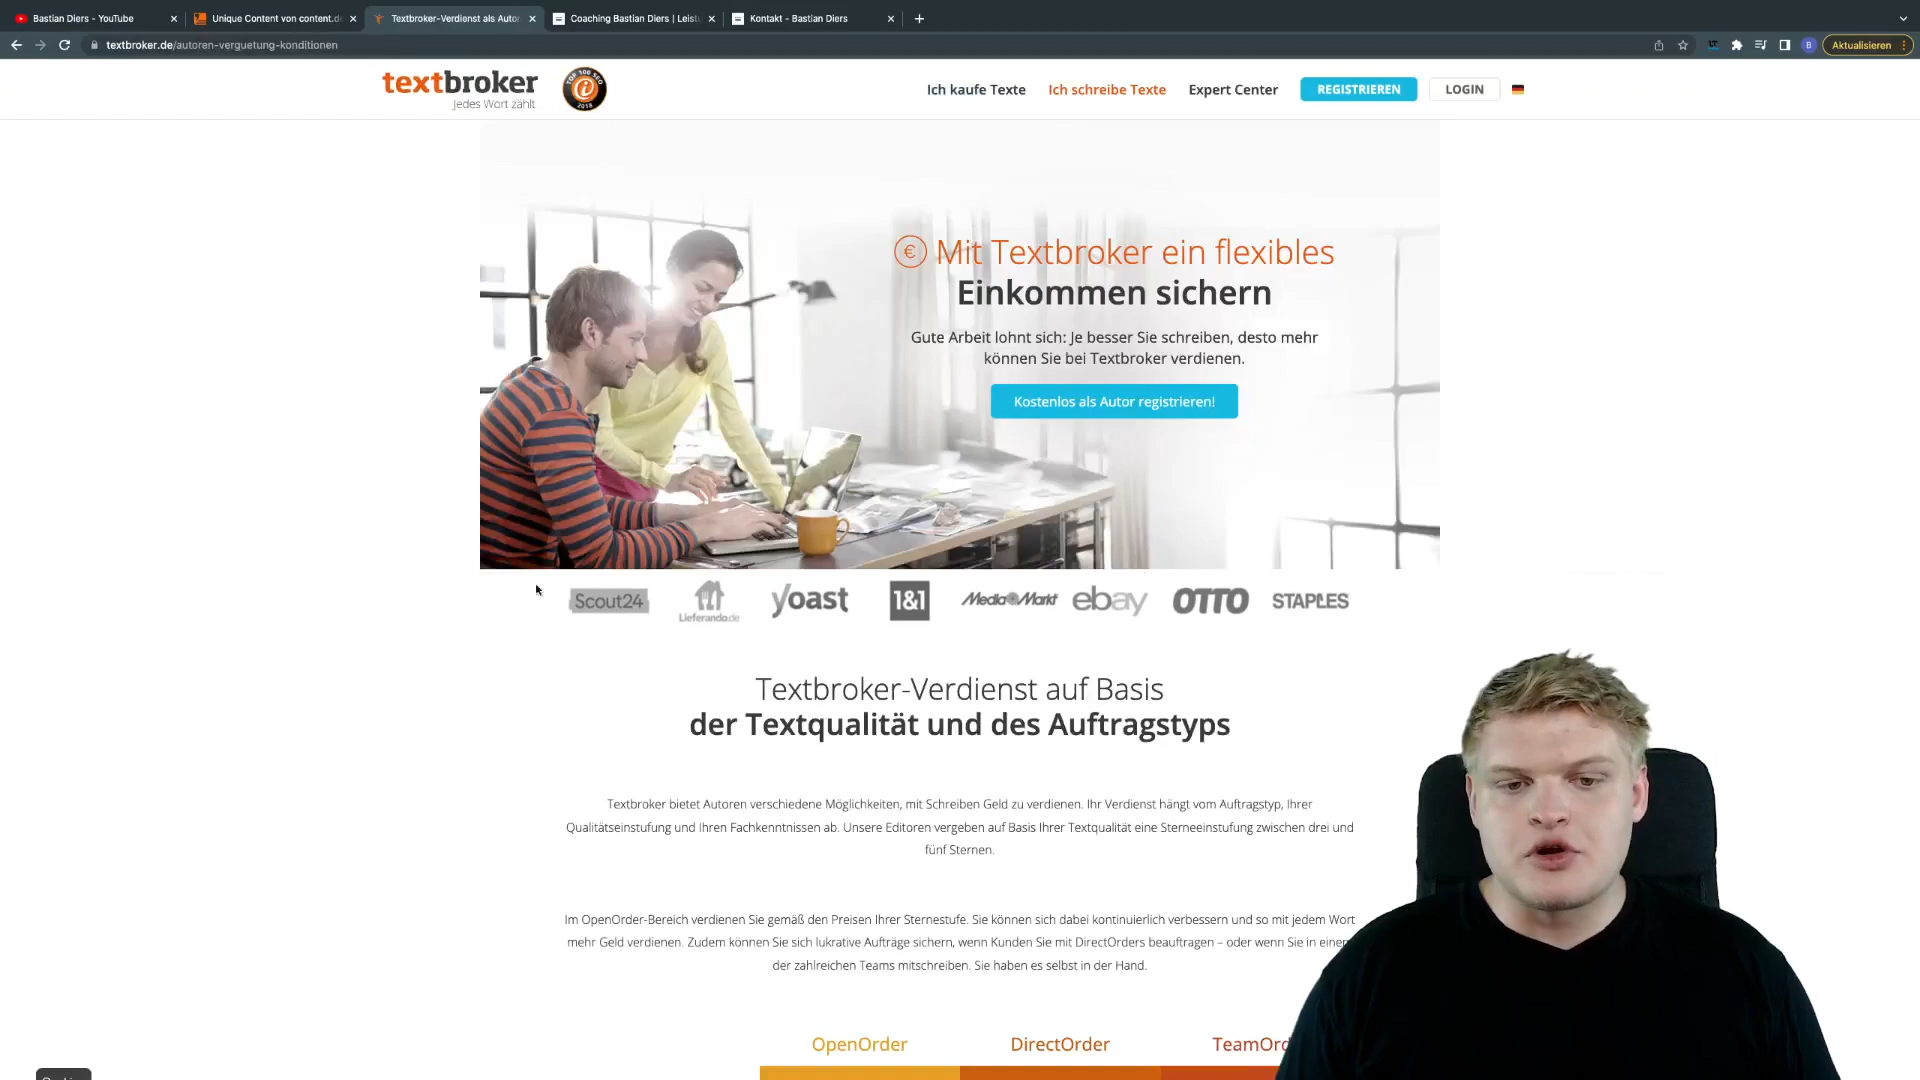 Bastian Diers - YouTube
Unique Content von content.de
Textbroker-Verdienst als Autor
Coaching Bastian Diers | Leistu
Kontakt - Bastian Diers
textbroker.de/autoren-verguetung-konditionen
B
Aktualisieren
textbroker
Jedes Wort zählt
TOP 100 SEO
2018
Ich kaufe Texte
Ich schreibe Texte
Expert Center
REGISTRIEREN
LOGIN
€ Mit Textbroker ein flexibles
Einkommen sichern
Gute Arbeit lohnt sich: Je besser Sie schreiben, desto mehr
können Sie bei Textbroker verdienen.
Kostenlos als Autor registrieren!
Scout24
Lieferando.de
yoast
1&1
MediaMarkt
ebay
OTTO
STAPLES
Textbroker-Verdienst auf Basis
der Textqualität und des Auftragstyps
Textbroker bietet Autoren verschiedene Möglichkeiten, mit Schreiben Geld zu verdienen. Ihr Verdienst hängt vom Auftragstyp, Ihrer
Qualitätseinstufung und Ihren Fachkenntnissen ab. Unsere Editoren vergeben auf Basis Ihrer Textqualität eine Sterneeinstufung zwischen drei und
fünf Sternen.
Im OpenOrder-Bereich verdienen Sie gemäß den Preisen Ihrer Sternestufe. Sie können sich dabei kontinuierlich verbessern und so mit jedem Wort
mehr Geld verdienen. Zudem können Sie sich lukrative Aufträge sichern, wenn Kunden Sie mit DirectOrders beauftragen – oder wenn Sie in einem
der zahlreichen Teams mitschreiben. Sie haben es selbst in der Hand.
OpenOrder
DirectOrder
TeamOrd